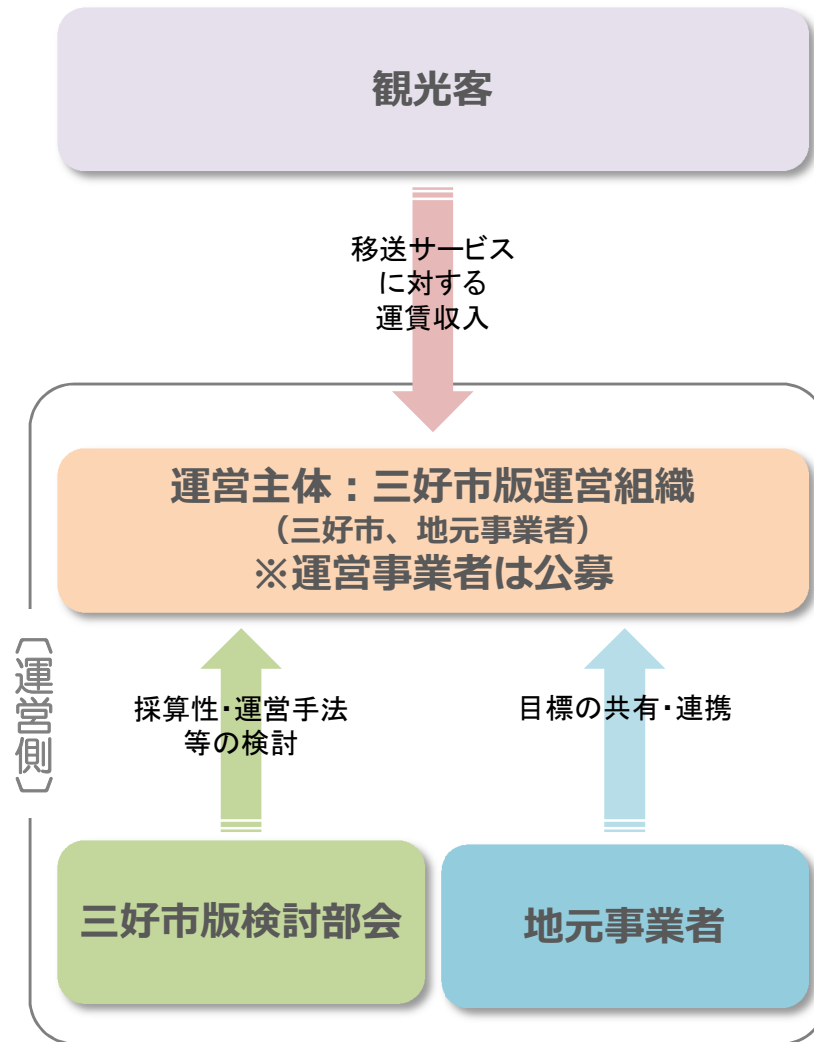 観光客
移送サービス
に対する
運賃収入
運営主体：三好市版運営組織
（三好市、地元事業者）
※運営事業者は公募
〔運営側〕
採算性・運営手法
等の検討
目標の共有・連携
三好市版検討部会
地元事業者